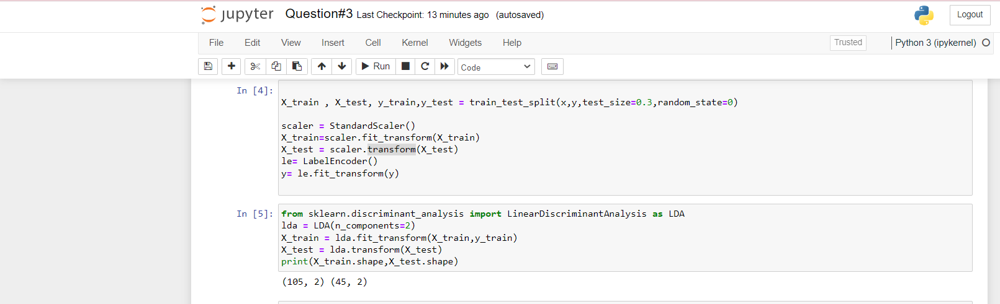 jupyter Question#3 Last Checkpoint: 13 minutes ago (autosaved) Logout
File Edit View Insert Cell Kernel Widgets Help Trusted Python 3 (ipykernel)
Run Code
In [4]:
X_train , X_test, y_train,y_test = train_test_split(x,y,test_size=0.3,random_state=0)
scaler = StandardScaler()
X_train=scaler.fit_transform(X_train)
X_test = scaler.transform(X_test)
le= LabelEncoder()
y= le.fit_transform(y)
In [5]: from sklearn.discriminant_analysis import LinearDiscriminantAnalysis as LDA
lda = LDA(n_components=2)
X_train = lda.fit_transform(X_train,y_train)
X_test = lda.transform(X_test)
print(X_train.shape,X_test.shape)
(105, 2) (45, 2)